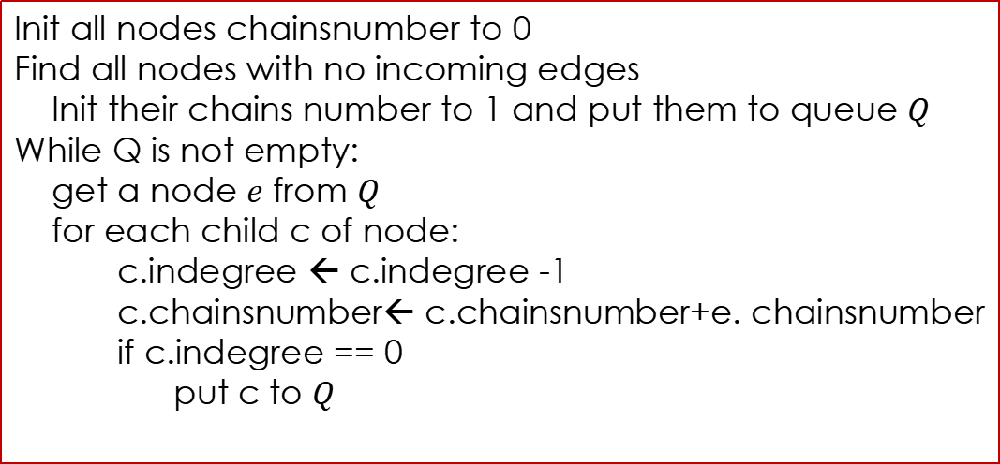 Init all nodes chainsnumber to 0
Find all nodes with no incoming edges
Init their chains number to 1 and put them to queue Q
While Q is not empty:
get a node e from Q
for each child c of node:
c.indegree ← c.indegree -1
c.chainsnumber← c.chainsnumber+e. chainsnumber
if c.indegree == 0
put c to Q